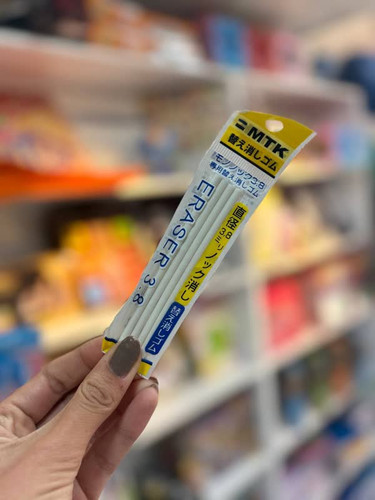 MTK
替え消しゴム
モノノック3.8
専用替え消しゴム
ERASER 3.8
直径
3.8
ミリ
ノック消し
替え消しゴム